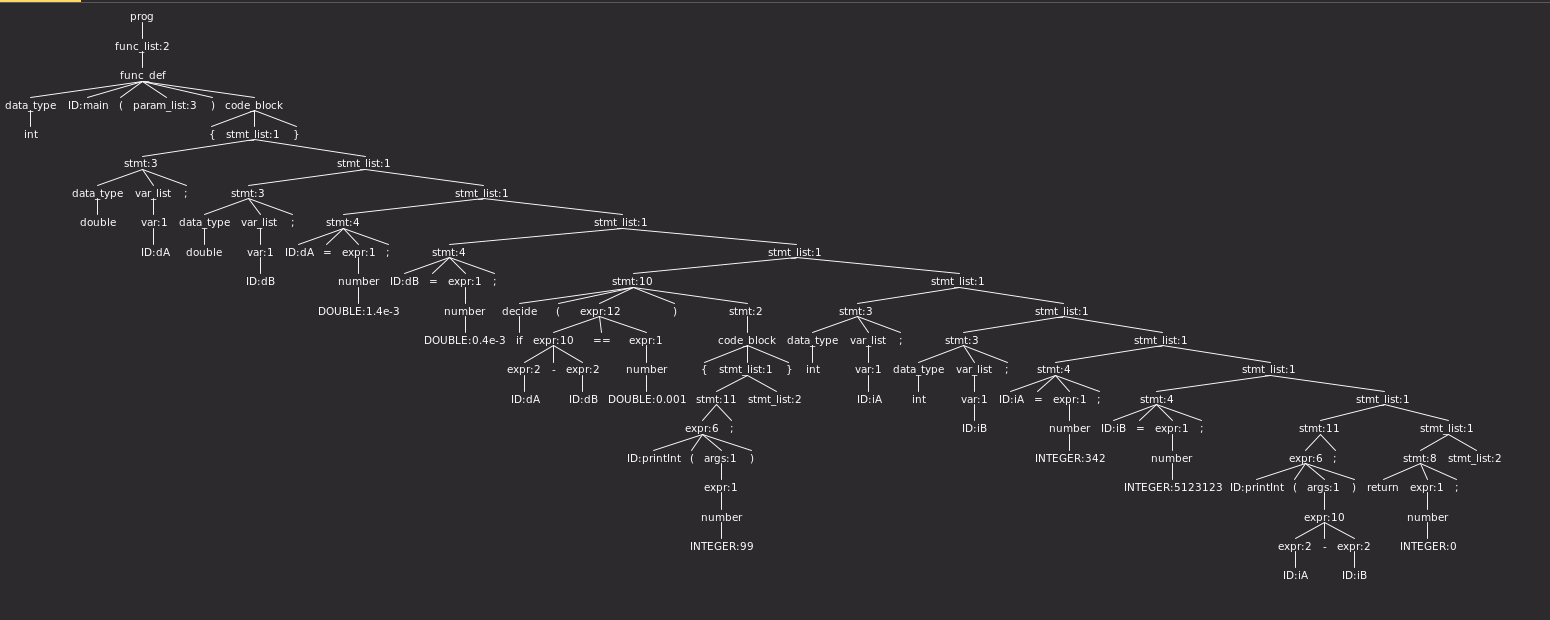 prog
func_list:2
func_def
data_type ID:main ( param_list:3 ) code_block
int { stmt_list:1 }
stmt:3 stmt_list:1
data_type var_list ; stmt:3 stmt_list:1
double var:1 data_type var_list ; stmt:4 stmt_list:1
ID:dA double var:1 ID:dA = expr:1 ; stmt:4 stmt_list:1
ID:dB number ID:dB = expr:1 ; stmt:10 stmt_list:1
DOUBLE:1.4e-3 number decide ( expr:12 ) stmt:2 stmt:3 stmt_list:1
DOUBLE:0.4e-3 if expr:10 == expr:1 code_block data_type var_list ; stmt:3 stmt_list:1
expr:2 - expr:2 number { stmt_list:1 } int var:1 data_type var_list ; stmt:4 stmt_list:1
ID:dA ID:dB DOUBLE:0.001 stmt:11 stmt_list:2 ID:iA int var:1 ID:iA = expr:1 ; stmt:4 stmt_list:1
expr:6 ; ID:iB number ID:iB = expr:1 ; stmt:11 stmt_list:1
ID:printInt ( args:1 ) INTEGER:342 number expr:6 ; stmt:8 stmt_list:2
expr:1 INTEGER:5123123 ID:printInt ( args:1 ) return expr:1 ;
number expr:10 number
INTEGER:99 expr:2 - expr:2 INTEGER:0
ID:iA ID:iB